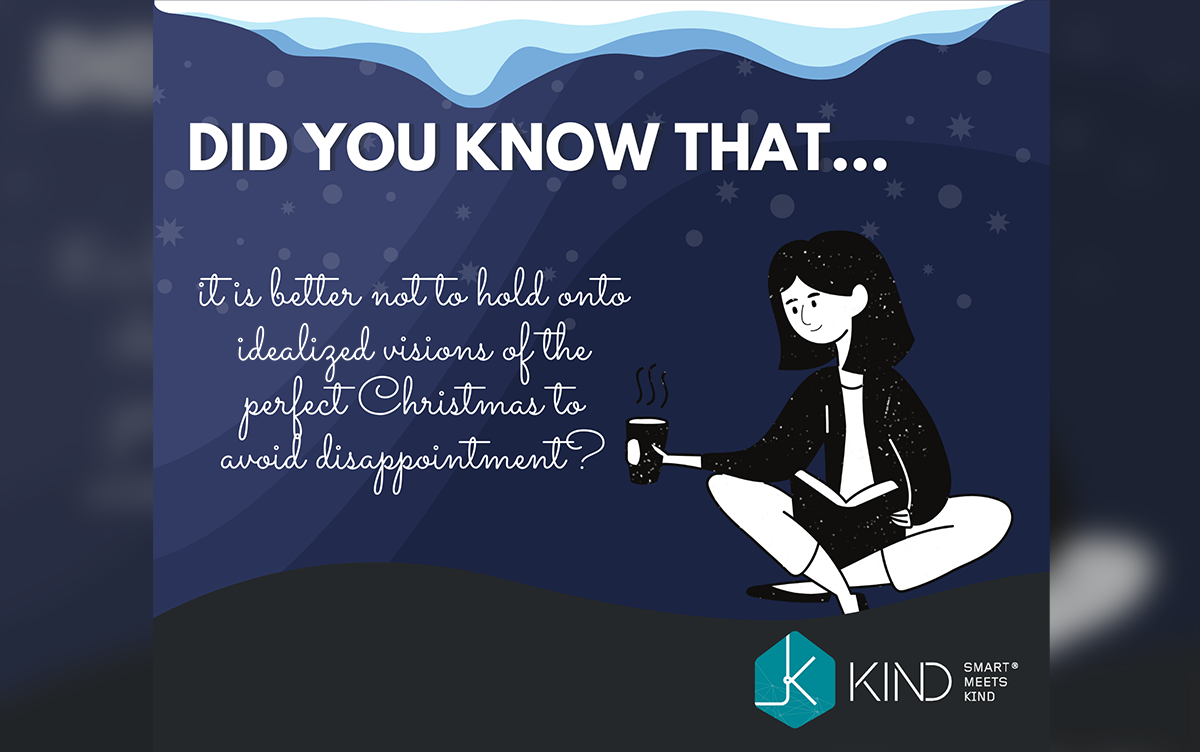 DID YOU KNOW THAT...
it is better not to hold onto
idealized visions of the
perfect Christmas to
avoid disappointment?
KIND
SMART®
MEETS
KIND